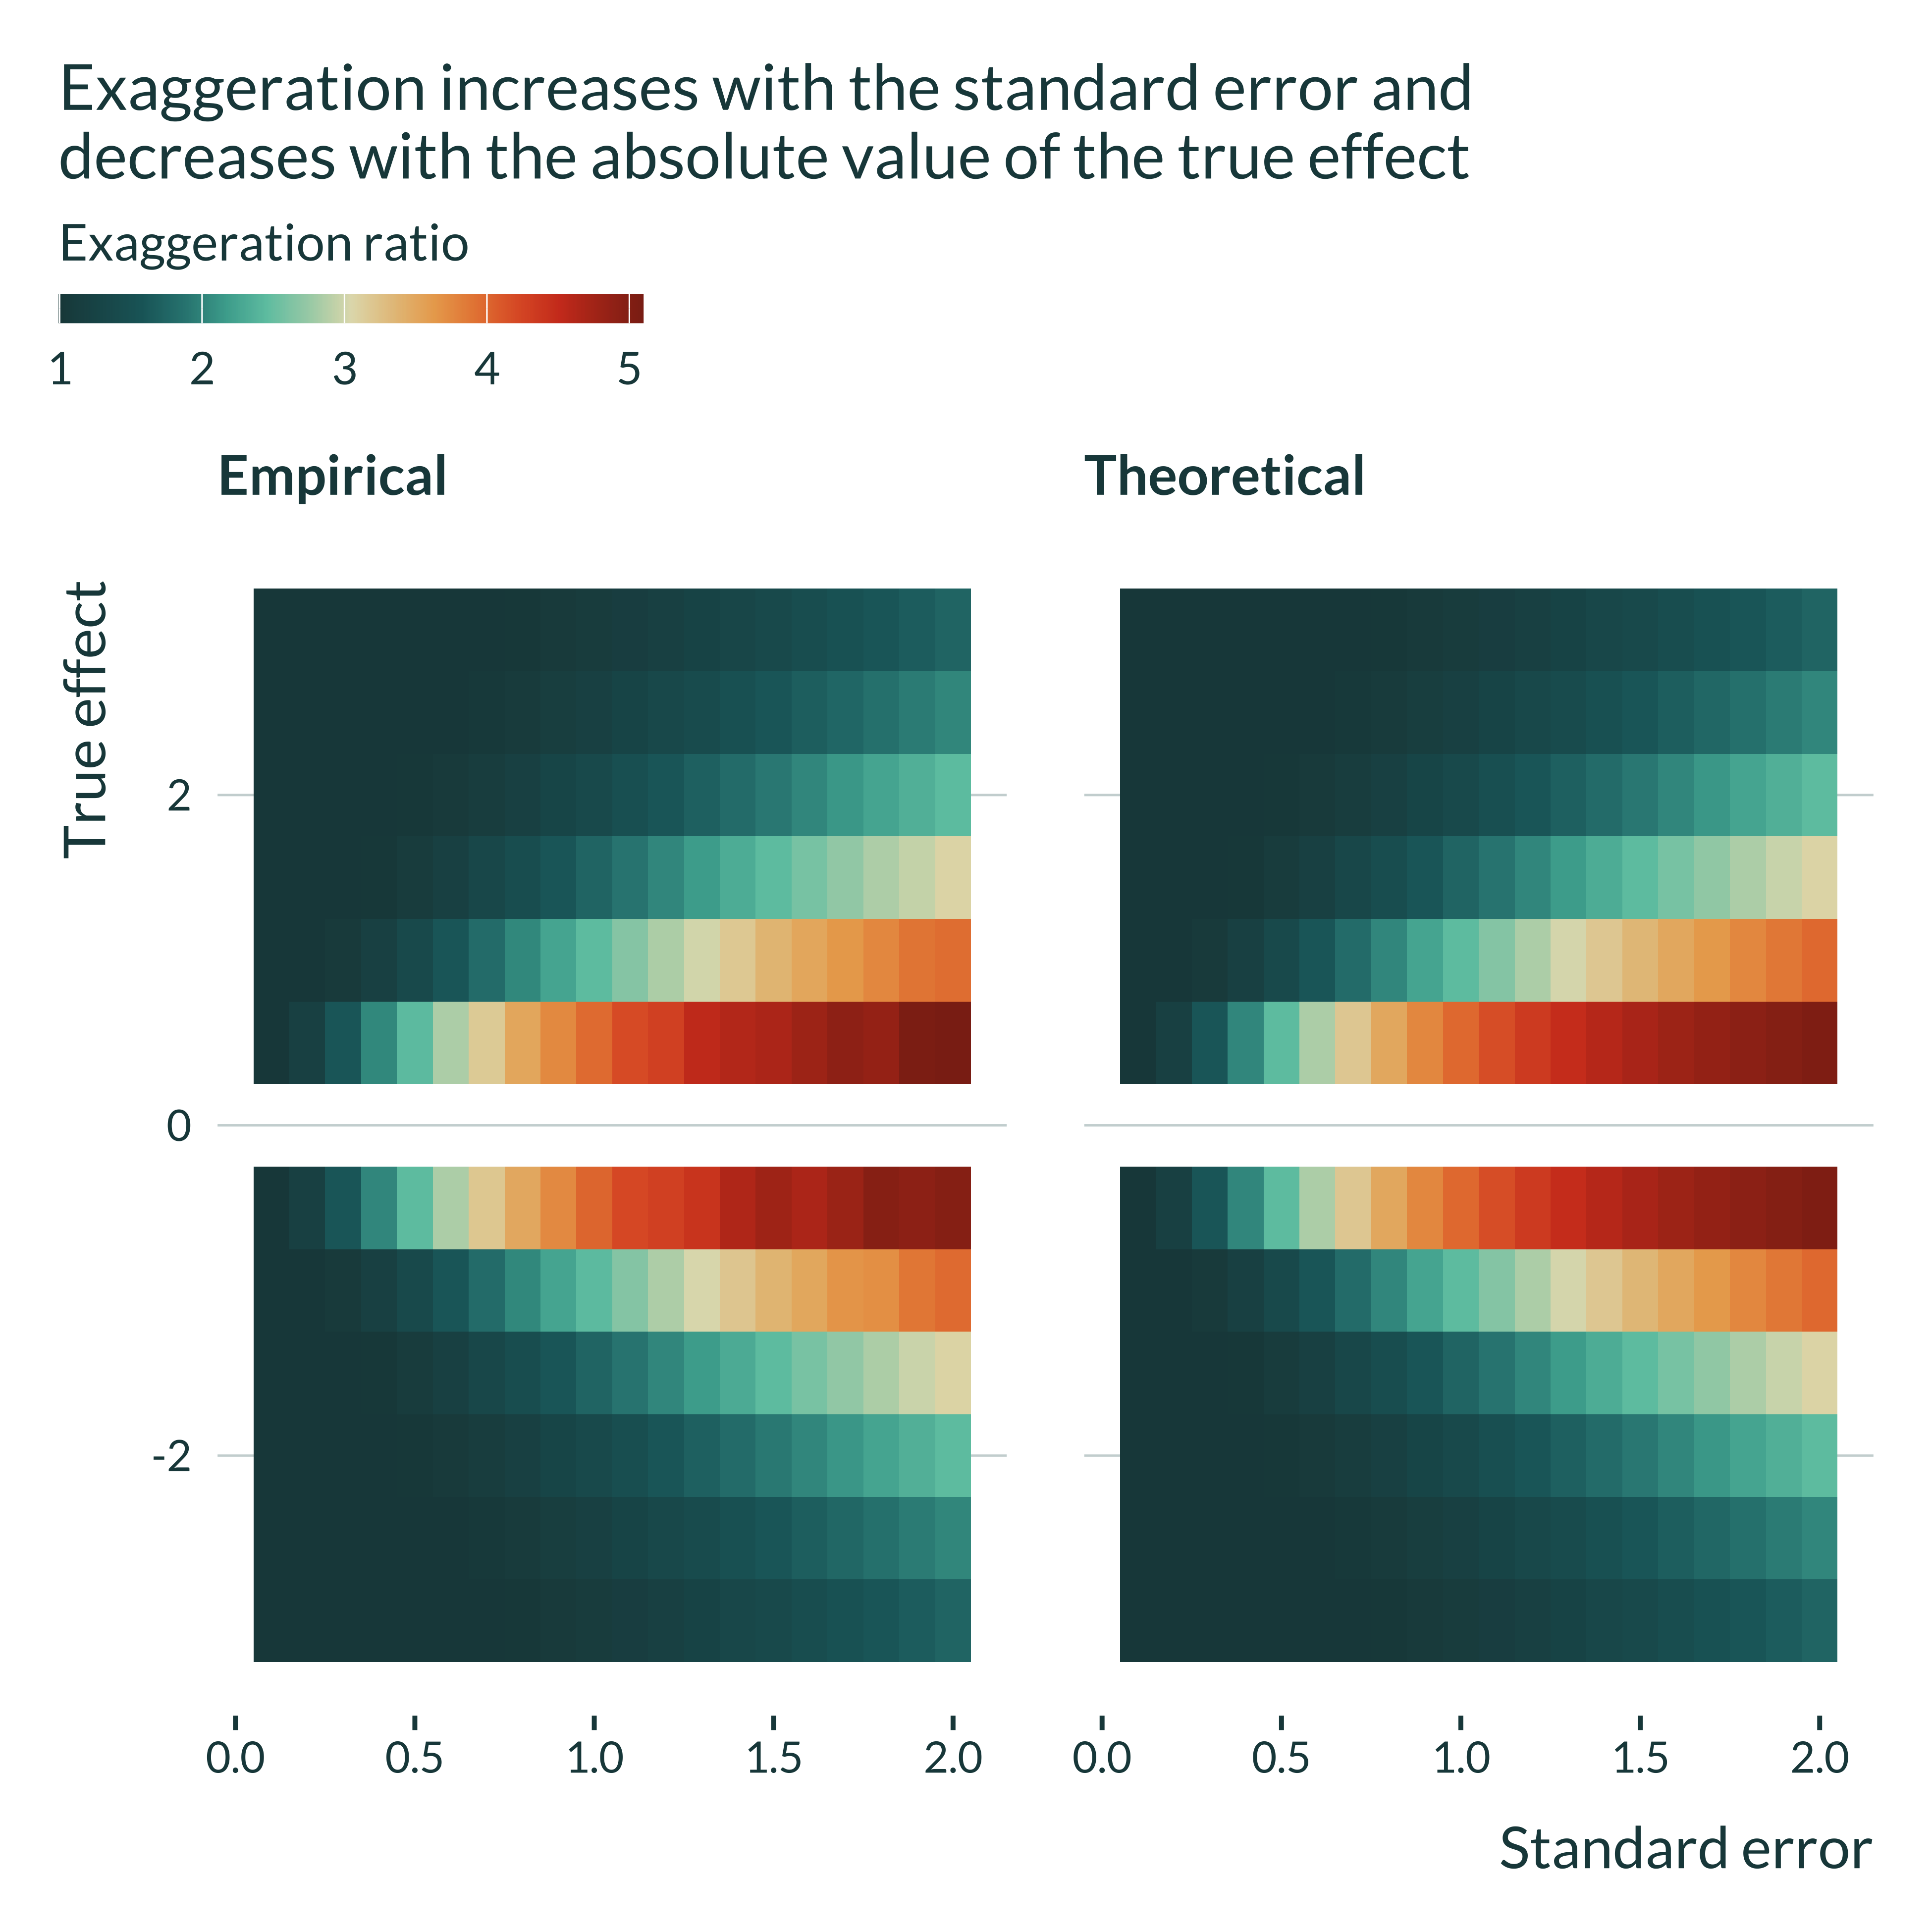 Exaggeration increases with the standard error and
decreases with the absolute value of the true effect
Exaggeration ratio
1 2 3 4 5
Empirical
Theoretical
True effect
2
0
-2
0.0 0.5 1.0 1.5 2.0
0.0 0.5 1.0 1.5 2.0
Standard error